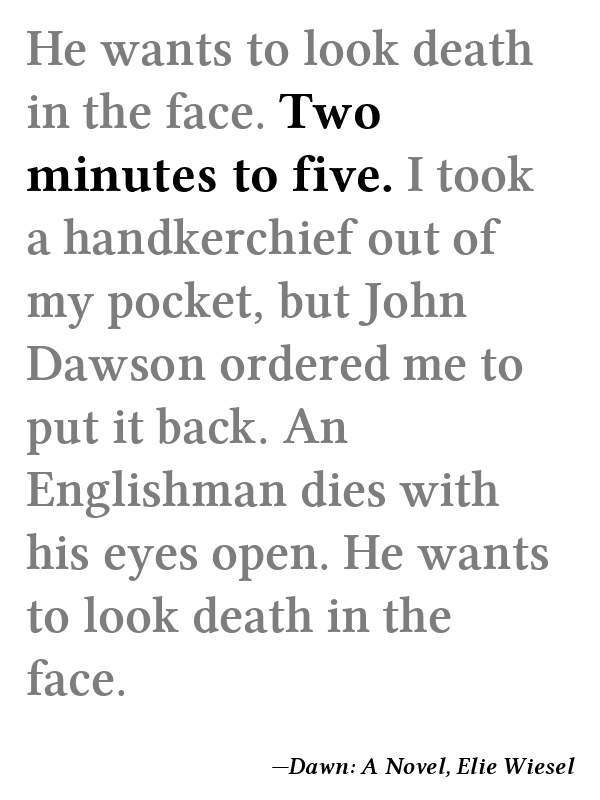 He wants to look death
in the face. Two
minutes to five. I took
a handkerchief out of
my pocket, but John
Dawson ordered me to
put it back. An
Englishman dies with
his eyes open. He wants
to look death in the
face.
—Dawn: A Novel, Elie Wiesel